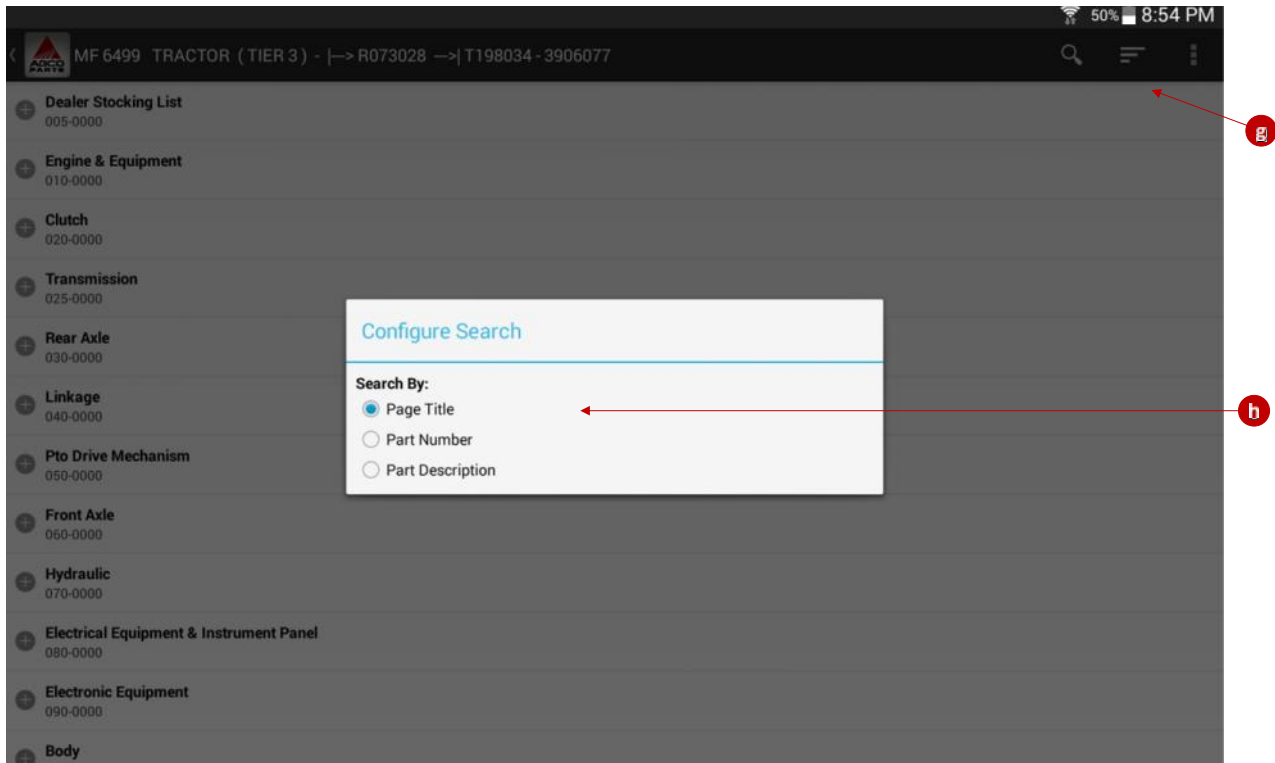 50% 8:54 PM
AGCO
PARTS
MF 6499 TRACTOR ( TIER 3 ) - |—> R073028 —>| T198034 - 3906077
Dealer Stocking List
005-0000
g
Engine & Equipment
010-0000
Clutch
020-0000
Transmission
025-0000
Rear Axle
030-0000
Linkage
040-0000
Pto Drive Mechanism
050-0000
Front Axle
060-0000
Hydraulic
070-0000
Electrical Equipment & Instrument Panel
080-0000
Electronic Equipment
090-0000
Body
Configure Search
Search By:
Page Title
h
Part Number
Part Description